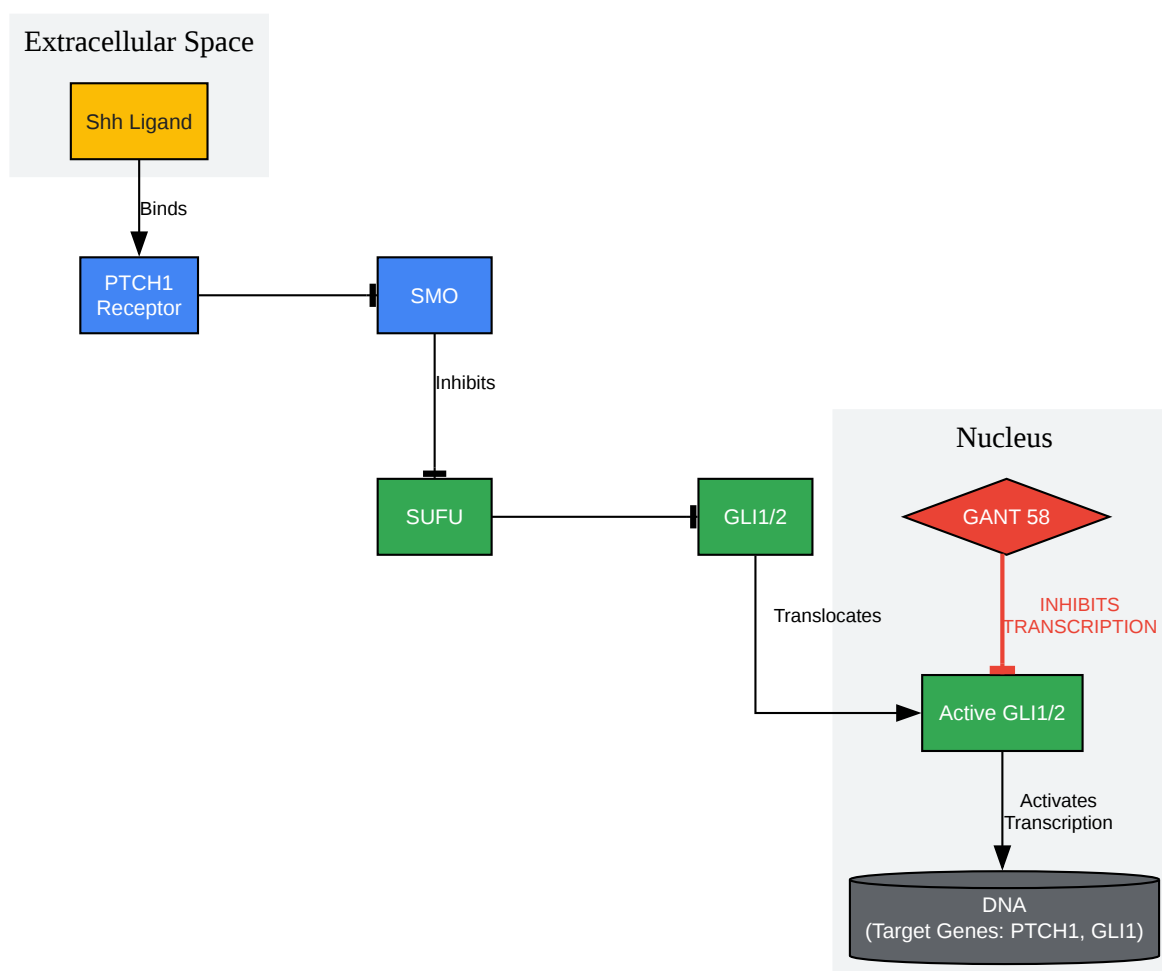 Extracellular Space
Shh Ligand
Binds
PTCH1
Receptor
SMO
Inhibits
Nucleus
SUFU
GLI1/2
GANT 58
Translocates
INHIBITS
TRANSCRIPTION
Active GLI1/2
Activates
Transcription
DNA
(Target Genes: PTCH1, GLI1)